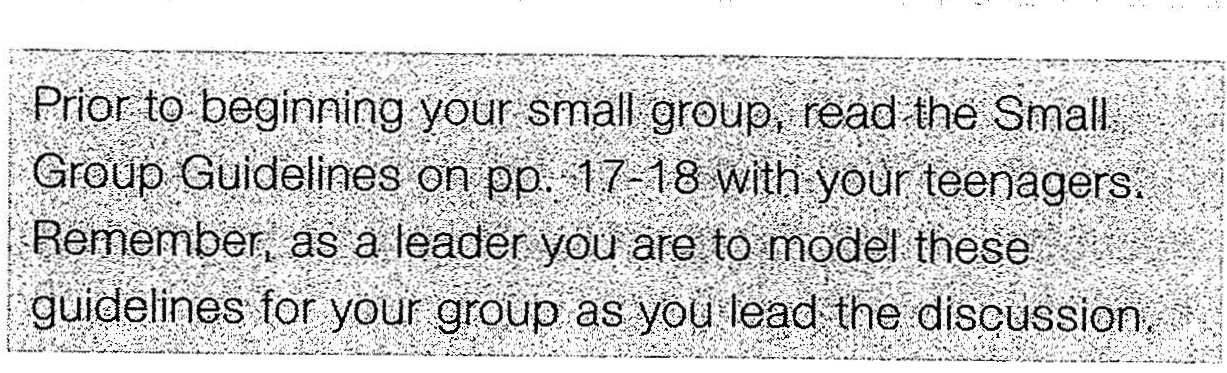 Prior to beginning your small group, read the Small
Group Guidelines on pp. 17-18 with your teenagers.
Remember, as a leader you are to model these
guidelines for your group as you lead the discussion.